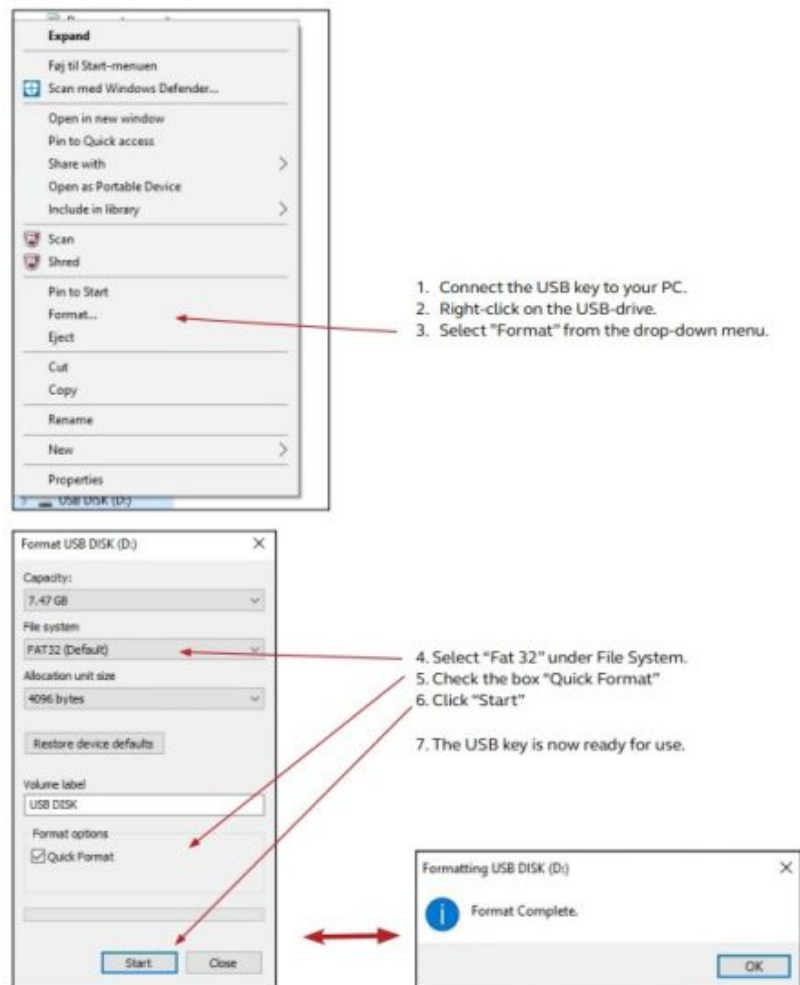 Expand
Føj til Start-menuen
Scan med Windows Defender...
Open in new window
Pin to Quick access
Share with
Open as Portable Device
Include in library
Scan
Shred
Pin to Start
Format...
Eject
Cut
Copy
Rename
New
Properties
USB DISK (D:)
1. Connect the USB key to your PC.
2. Right-click on the USB-drive.
3. Select "Format" from the drop-down menu.
Format USB DISK (D:)
Capacity:
7.47 GB
File system
FAT32 (Default)
Allocation unit size
4096 bytes
Restore device defaults
Volume label
USB DISK
Format options
Quick Format
Start Close
4. Select “Fat 32” under File System.
5. Check the box “Quick Format”
6. Click “Start”
7. The USB key is now ready for use.
Formatting USB DISK (D:)
Format Complete.
OK